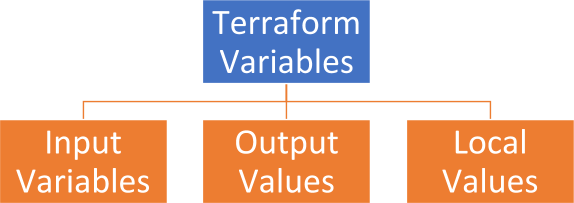 Terraform
Variables
Input
Variables
Output
Values
Local
Values